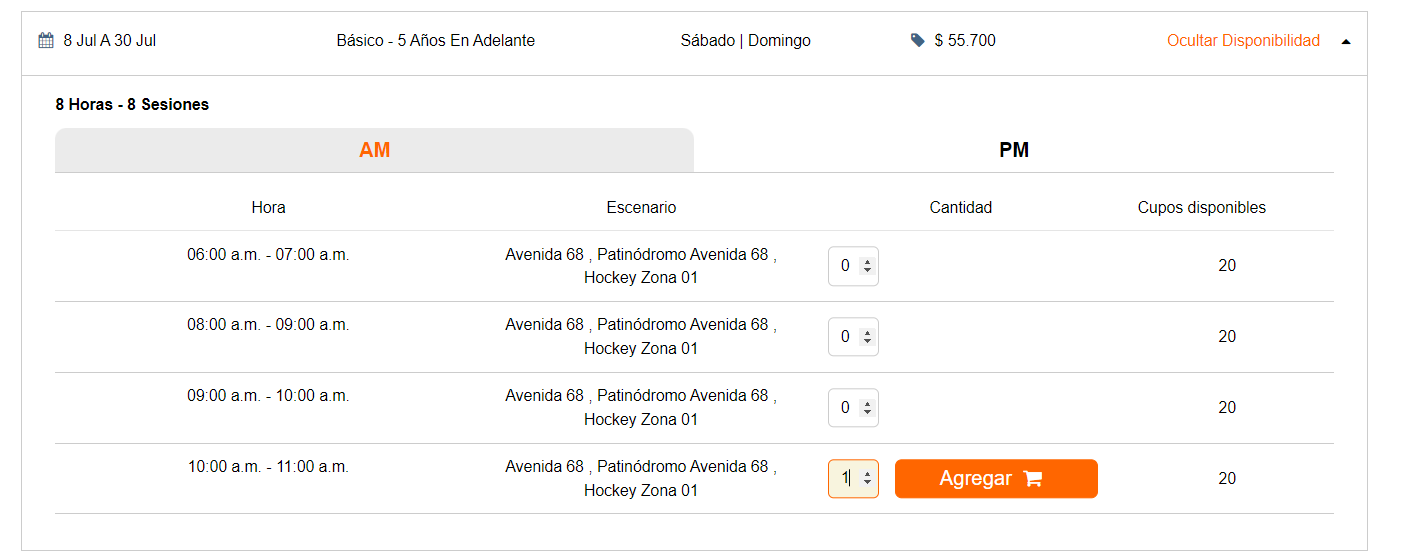 8 Jul A 30 Jul Básico - 5 Años En Adelante Sábado | Domingo $ 55.700 Ocultar Disponibilidad
8 Horas - 8 Sesiones
AM PM
Hora Escenario Cantidad Cupos disponibles
06:00 a.m. - 07:00 a.m. Avenida 68 , Patinódromo Avenida 68 , 0 20
Hockey Zona 01
08:00 a.m. - 09:00 a.m. Avenida 68 , Patinódromo Avenida 68 , 0 20
Hockey Zona 01
09:00 a.m. - 10:00 a.m. Avenida 68 , Patinódromo Avenida 68 , 0 20
Hockey Zona 01
10:00 a.m. - 11:00 a.m. Avenida 68 , Patinódromo Avenida 68 , 1 Agregar 20
Hockey Zona 01